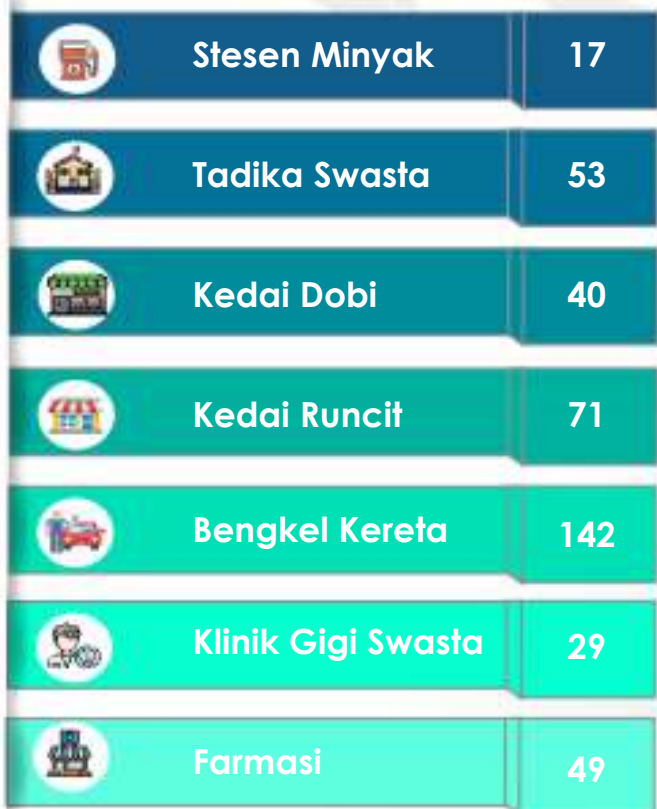 Stesen Minyak 17
Tadika Swasta 53
Kedai Dobi 40
Kedai Runcit 71
Bengkel Kereta 142
Klinik Gigi Swasta 29
Farmasi 49